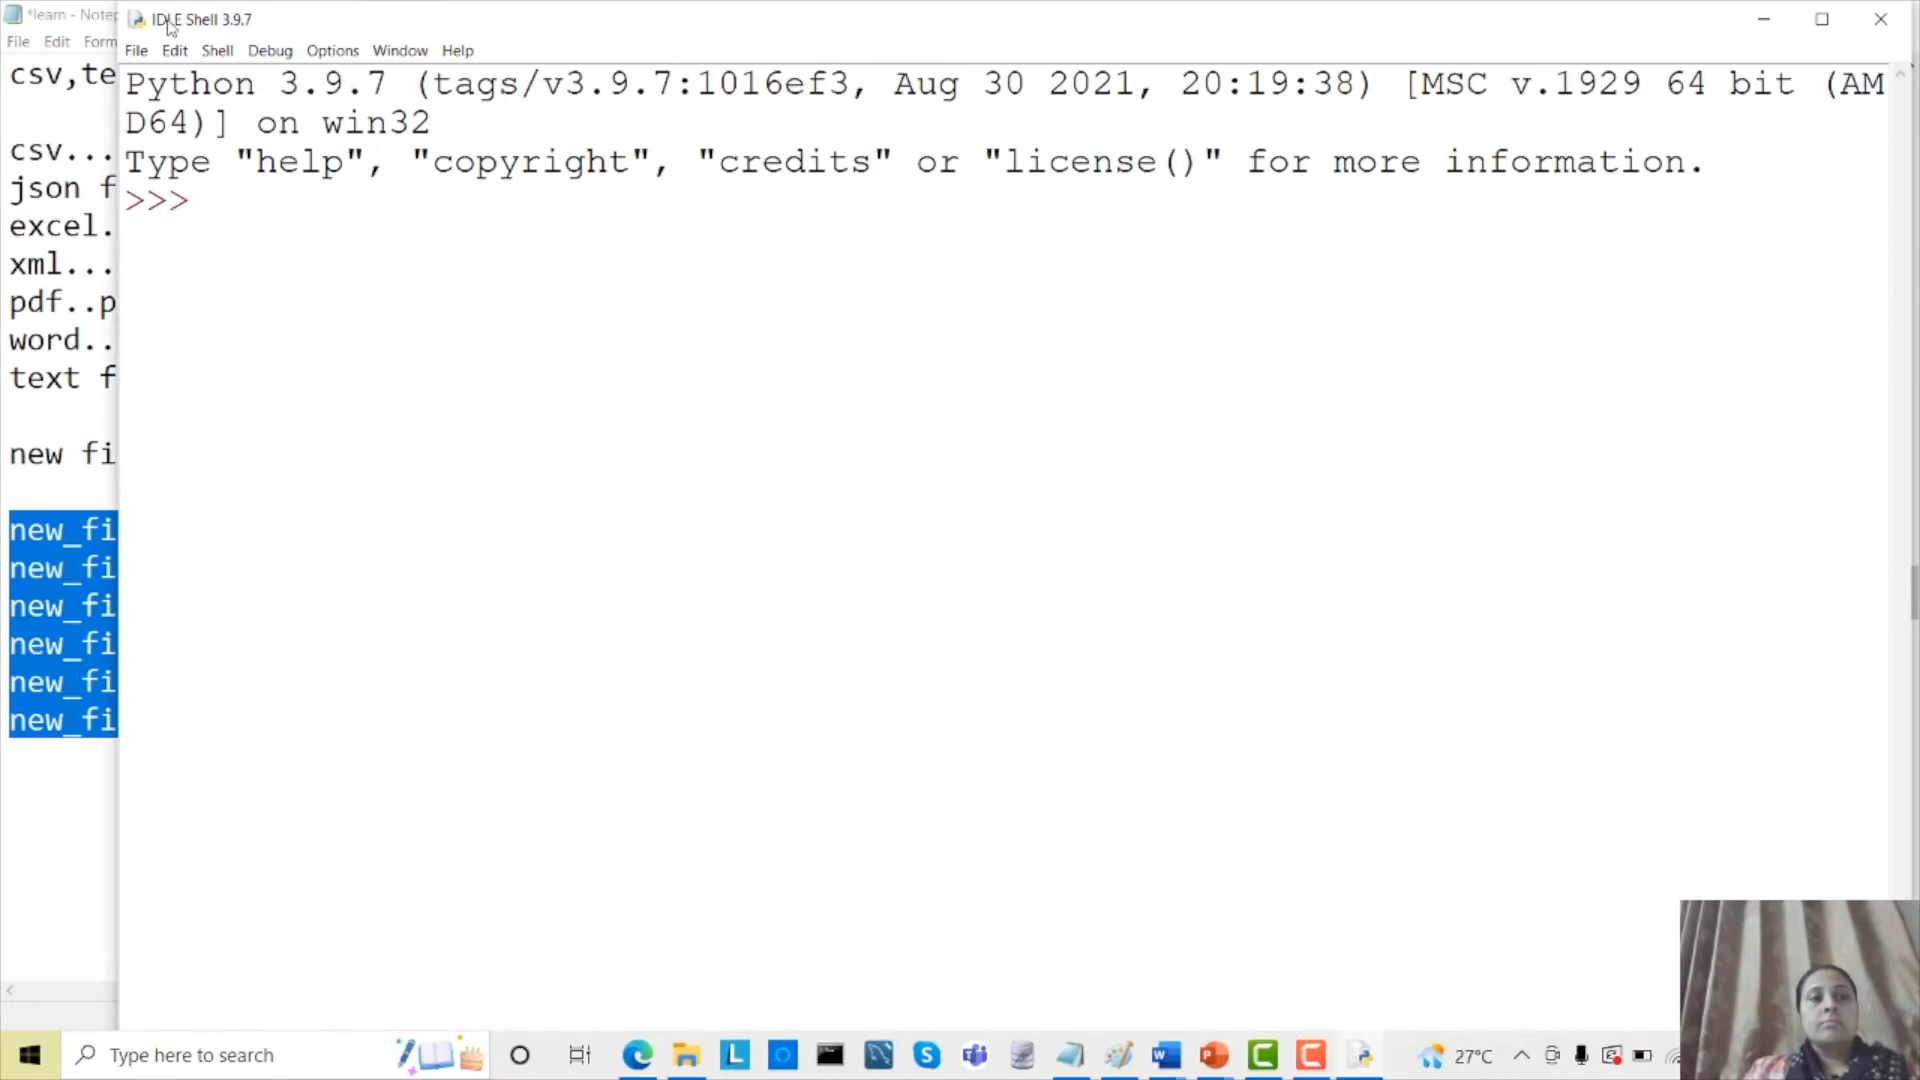 *learn - Notep
File Edit Form
csv,te
csv...
json f
excel.
xml...
pdf..p
word..
text f
new fi
new_fi
new_fi
new_fi
new_fi
new_fi
new_fi
IDLE Shell 3.9.7
File Edit Shell Debug Options Window Help
Python 3.9.7 (tags/v3.9.7:1016ef3, Aug 30 2021, 20:19:38) [MSC v.1929 64 bit (AM
D64)] on win32
Type "help", "copyright", "credits" or "license()" for more information.
>>>
Type here to search
27°C